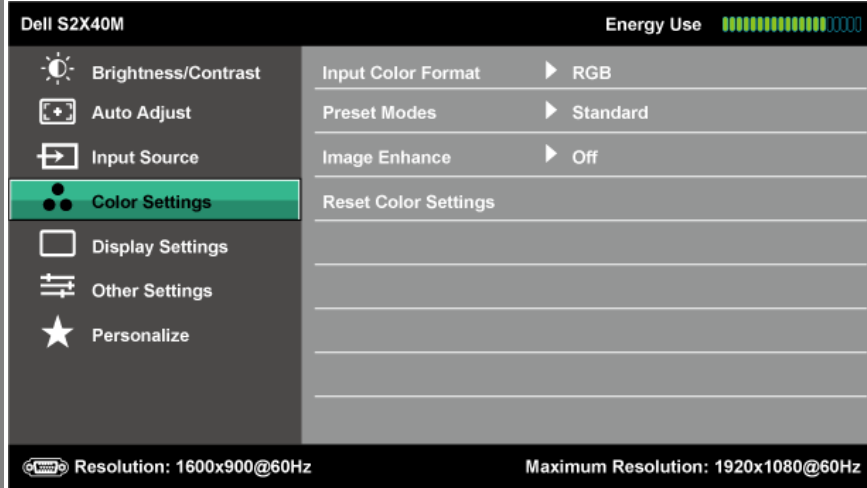 Dell S2X40M Energy Use
Brightness/Contrast Input Color Format RGB
Auto Adjust Preset Modes Standard
Input Source Image Enhance Off
Color Settings Reset Color Settings
Display Settings
Other Settings
Personalize
Resolution: 1600x900@60Hz Maximum Resolution: 1920x1080@60Hz